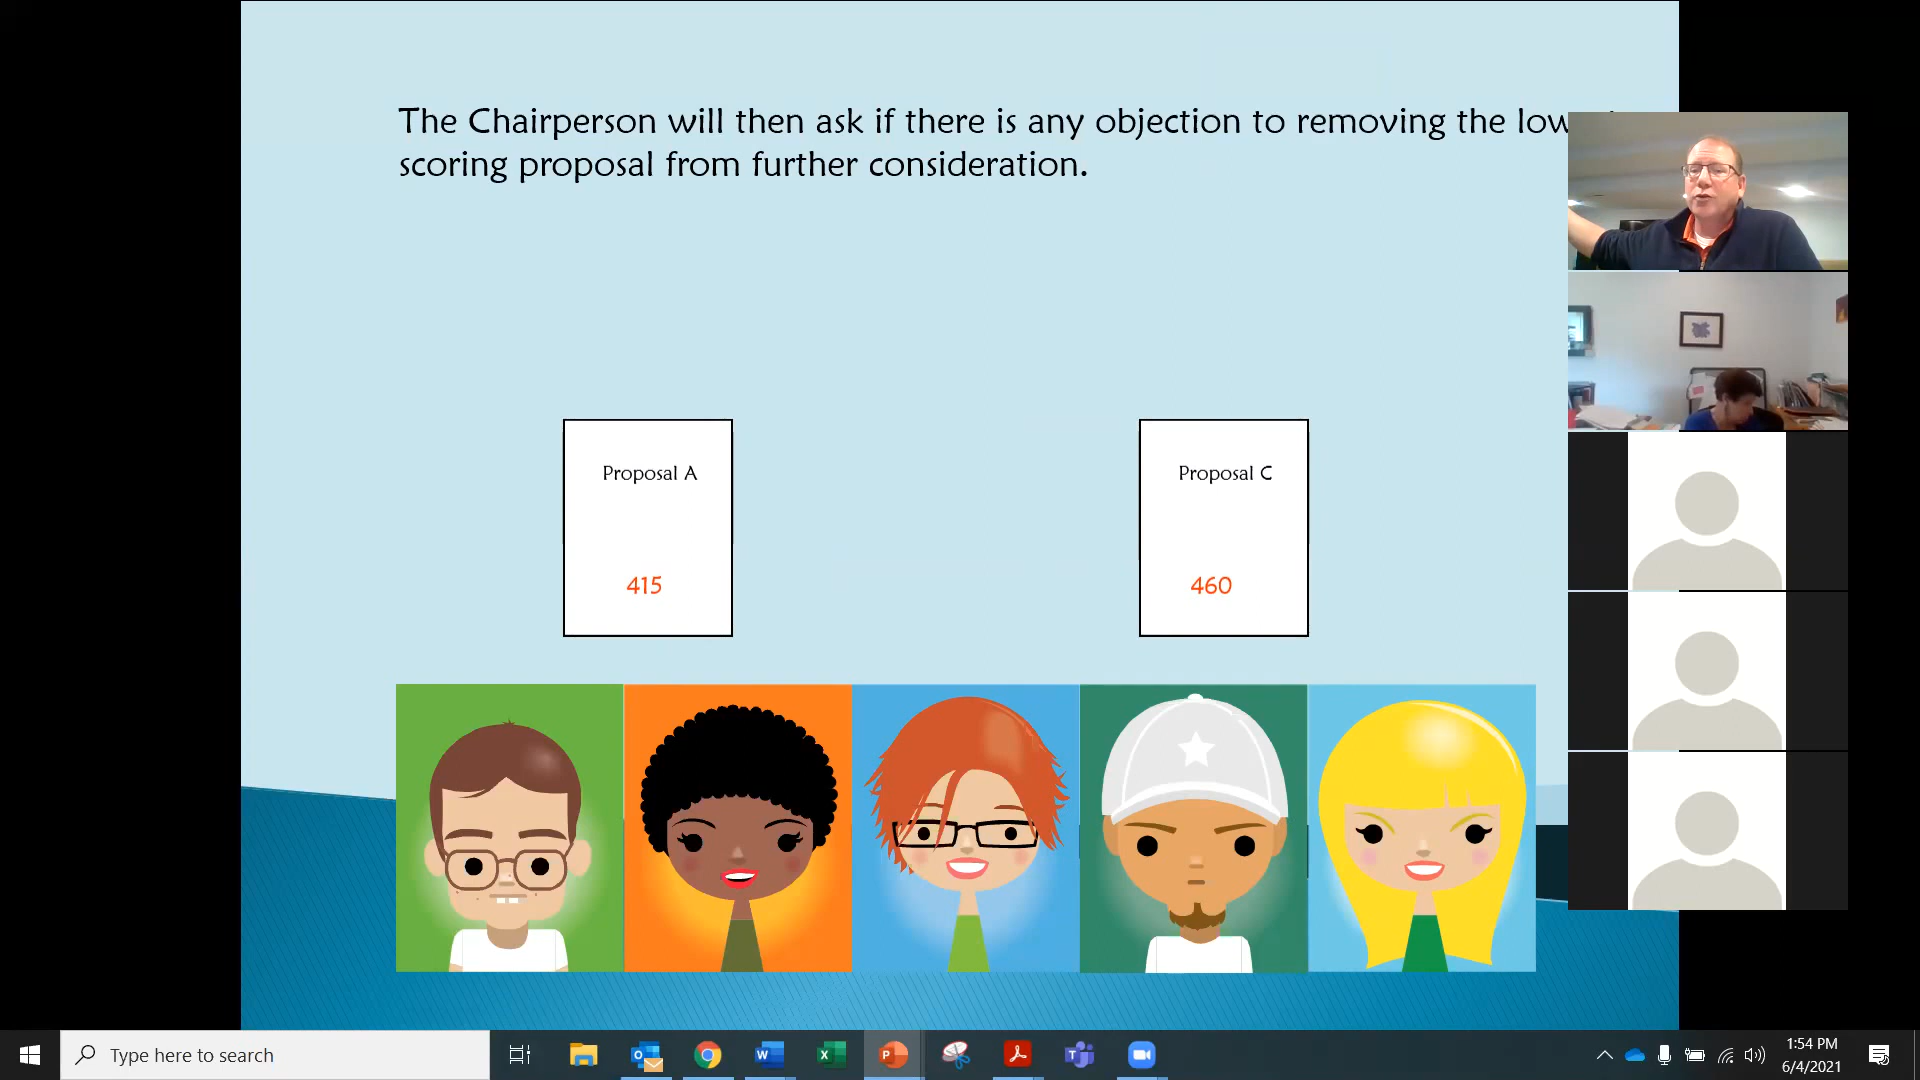 The Chairperson will then ask if there is any objection to removing the low
scoring proposal from further consideration.
Proposal A
Proposal C
415
460
Type here to search
1:54 PM
6/4/2021